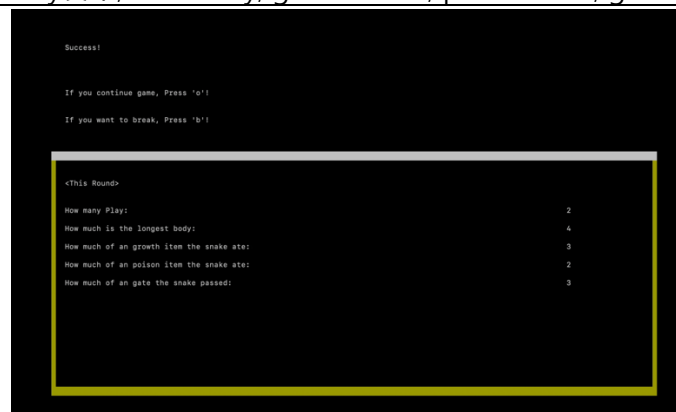 Success!
If you continue game, Press 'o'!
If you want to break, Press 'b'!
<This Round>
How many Play: 2
How much is the longest body: 4
How much of an growth item the snake ate: 3
How much of an poison item the snake ate: 2
How much of an gate the snake passed: 3